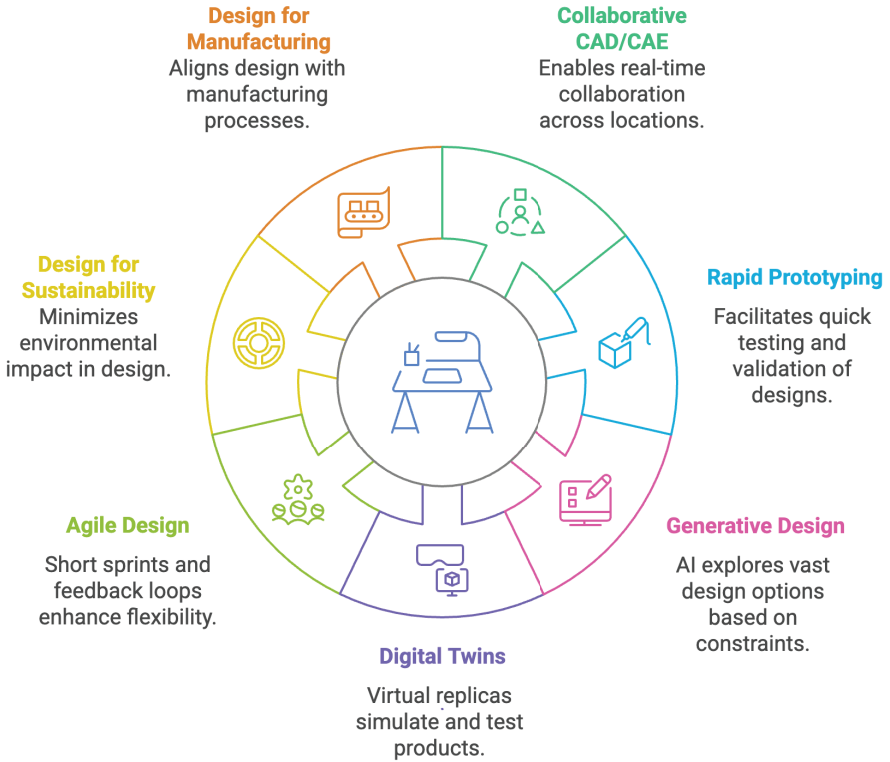 Design for
Manufacturing
Aligns design with
manufacturing
processes.
Collaborative
CAD/CAE
Enables real-time
collaboration
across locations.
Rapid Prototyping
Facilitates quick
testing and
validation of
designs.
Generative Design
AI explores vast
design options
based on
constraints.
Digital Twins
Virtual replicas
simulate and test
products.
Agile Design
Short sprints and
feedback loops
enhance flexibility.
Design for
Sustainability
Minimizes
environmental
impact in design.